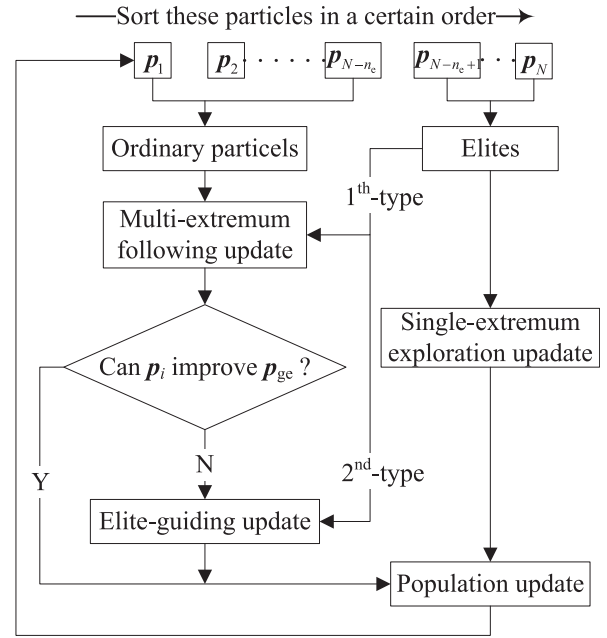 Sort these particles in a certain order
p1 p2 · · · · · · pN−ne pN−ne+1 · · · pN
Ordinary particels
Elites
1th-type
Multi-extremum
following update
Single-extremum
exploration upadate
Can pi improve pge ?
N
Y
2nd-type
Elite-guiding update
Population update